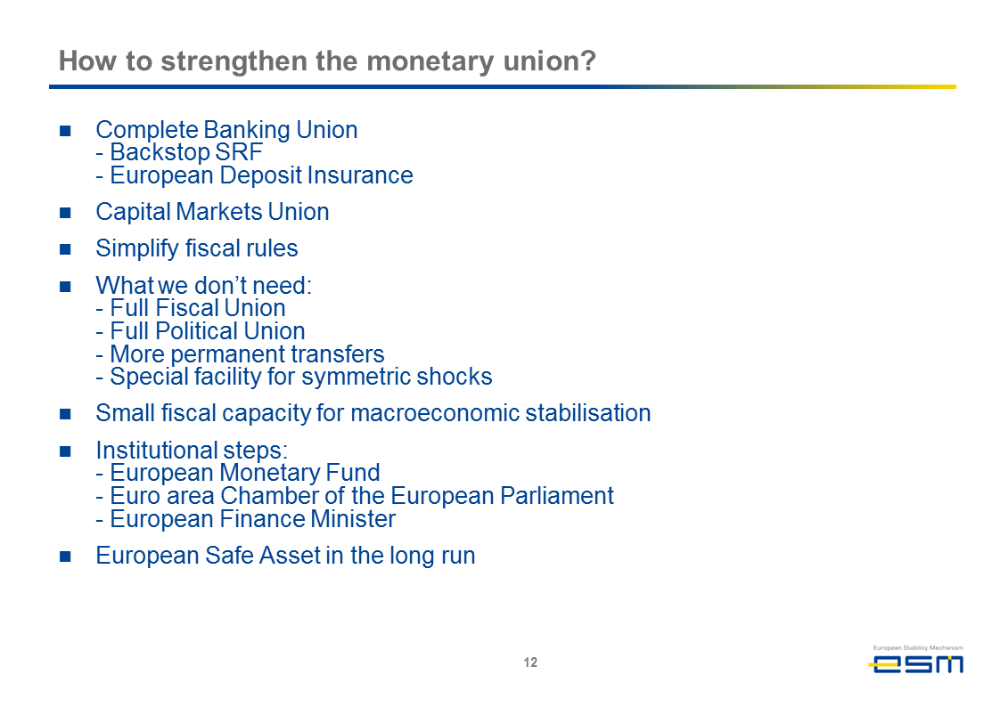 How to strengthen the monetary union?
■ Complete Banking Union
- Backstop SRF
- European Deposit Insurance
■ Capital Markets Union
■ Simplify fiscal rules
■ What we don’t need:
- Full Fiscal Union
- Full Political Union
- More permanent transfers
- Special facility for symmetric shocks
■ Small fiscal capacity for macroeconomic stabilisation
■ Institutional steps:
- European Monetary Fund
- Euro area Chamber of the European Parliament
- European Finance Minister
■ European Safe Asset in the long run
12
European Stability Mechanism
esm